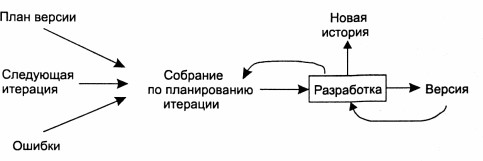 План версии
Новая
история
Следующая
итерация
Собрание
по планированию
итерации
Разработка
Версия
Ошибки